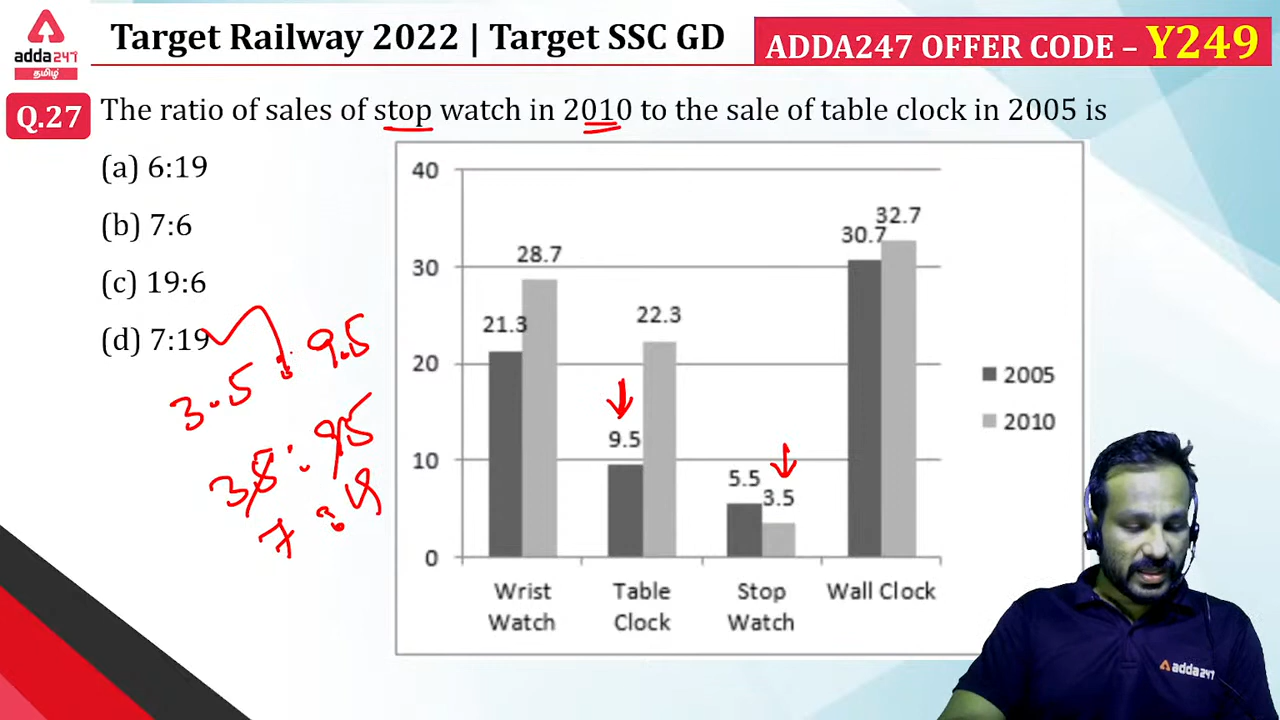 adda247
தமிழ்
Target Railway 2022 | Target SSC GD
ADDA247 OFFER CODE – Y249
Q.27
The ratio of sales of stop watch in 2010 to the sale of table clock in 2005 is
(a) 6:19
(b) 7:6
(c) 19:6
(d) 7:19
3.5 : 9.5
35 : 95
7 : 19
40
30
20
10
0
21.3
28.7
9.5
22.3
5.5
3.5
30.7
32.7
Wrist Watch
Table Clock
Stop Watch
Wall Clock
2005
2010
adda247